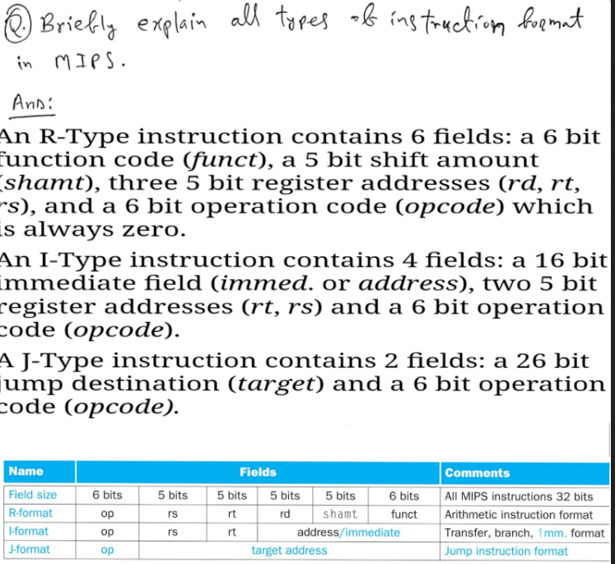 Q. Briefly explain all types of instruction format
in MIPS.
Ans:
An R-Type instruction contains 6 fields: a 6 bit
function code (funct), a 5 bit shift amount
(shamt), three 5 bit register addresses (rd, rt,
rs), and a 6 bit operation code (opcode) which
is always zero.
An I-Type instruction contains 4 fields: a 16 bit
immediate field (immed. or address), two 5 bit
register addresses (rt, rs) and a 6 bit operation
code (opcode).
A J-Type instruction contains 2 fields: a 26 bit
jump destination (target) and a 6 bit operation
code (opcode).
Name Fields Comments
Field size 6 bits 5 bits 5 bits 5 bits 5 bits 6 bits All MIPS instructions 32 bits
R-format op rs rt rd shamt funct Arithmetic instruction format
I-format op rs rt address/immediate Transfer, branch, imm. format
J-format op target address Jump instruction format